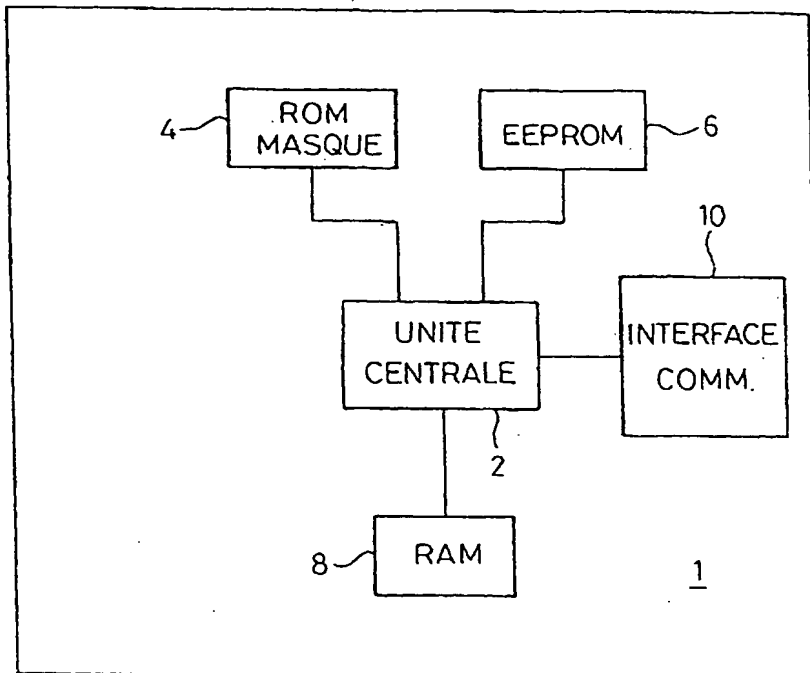 ROM
MASQUE
4
EEPROM
6
10
UNITE
CENTRALE
INTERFACE
COMM.
2
RAM
8
1